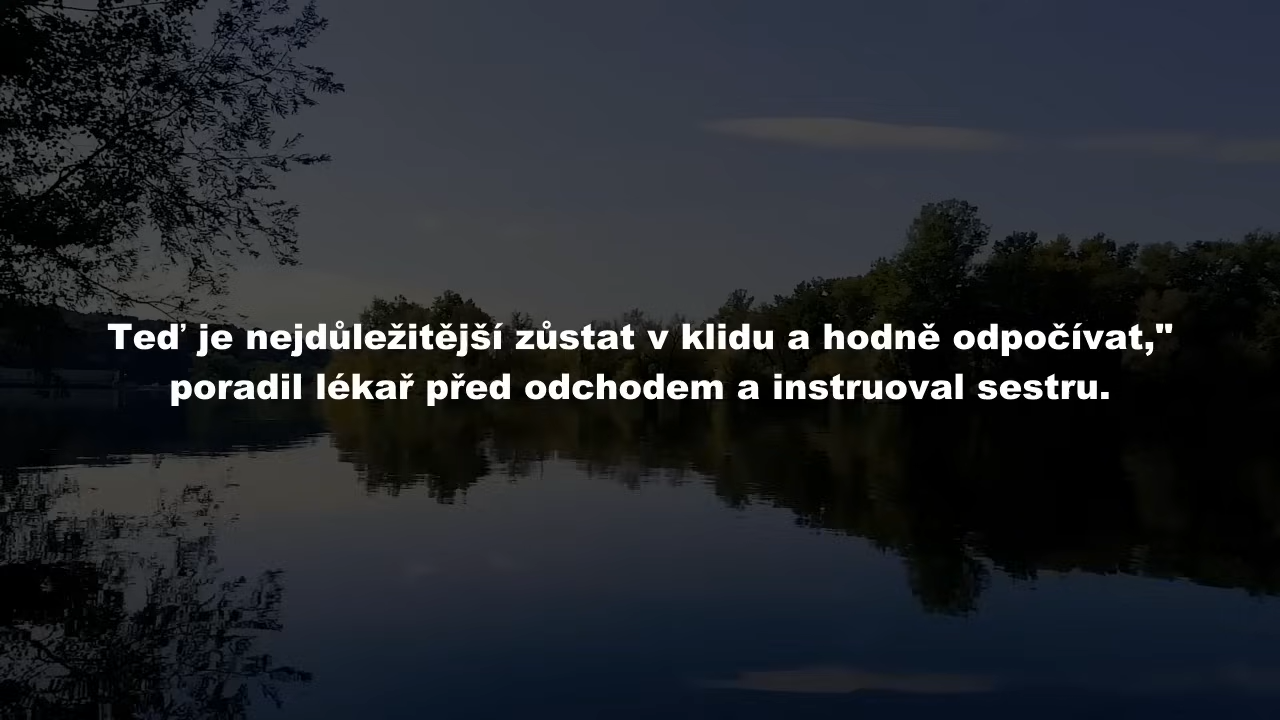 Teď je nejdůležitější zůstat v klidu a hodně odpočívat,"
poradil lékař před odchodem a instruoval sestru.